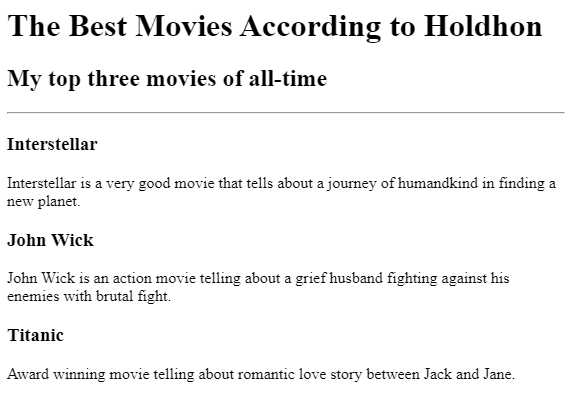 The Best Movies According to Holdhon
My top three movies of all-time
Interstellar
Interstellar is a very good movie that tells about a journey of humandkind in finding a
new planet.
John Wick
John Wick is an action movie telling about a grief husband fighting against his
enemies with brutal fight.
Titanic
Award winning movie telling about romantic love story between Jack and Jane.